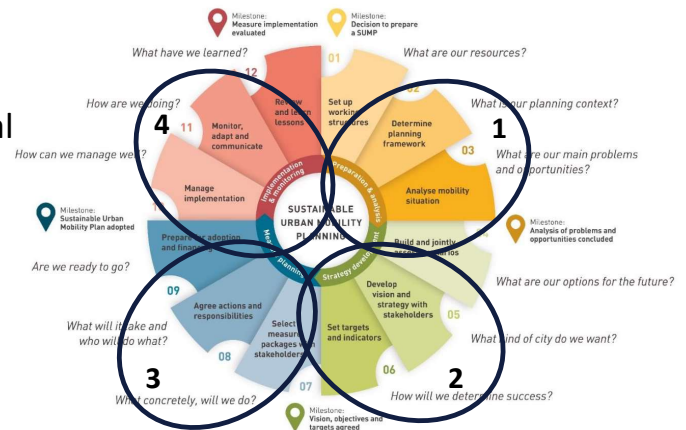 Milestone:
Measure implementation
evaluated
Milestone:
Decision to prepare
a SUMP
What have we learned?
What are our resources?
12
01
02
Review
and learn
lessons
Set up
working
structures
How are we doing?
4
al
What is our planning context?
1
11
Monitor,
adapt and
communicate
Determine
planning
framework
03
How can we manage well?
What are our main problems
and opportunities?
Manage
implementation
Analyse mobility
situation
Implementation
& monitoring
Preparation & analysis
SUSTAINABLE
URBAN MOBILITY
PLANNING
Milestone:
Sustainable Urban
Mobility Plan adopted
Milestone:
Analysis of problems and
opportunities concluded
Prepare for adoption
and financing
Build and jointly
Strategy
planning
Are we ready to go?
What are our options for the future?
09
Agree actions and
responsibilities
Develop
vision and
strategy with
stakeholders
Select
measure
packages with
stakeholders
Set targets
and indicators
05
What will it take and
who will do what?
What kind of city do we want?
08
07
06
3
2
What concretely, will we do?
How will we determine success?
Milestone:
Vision, objectives and
targets agreed